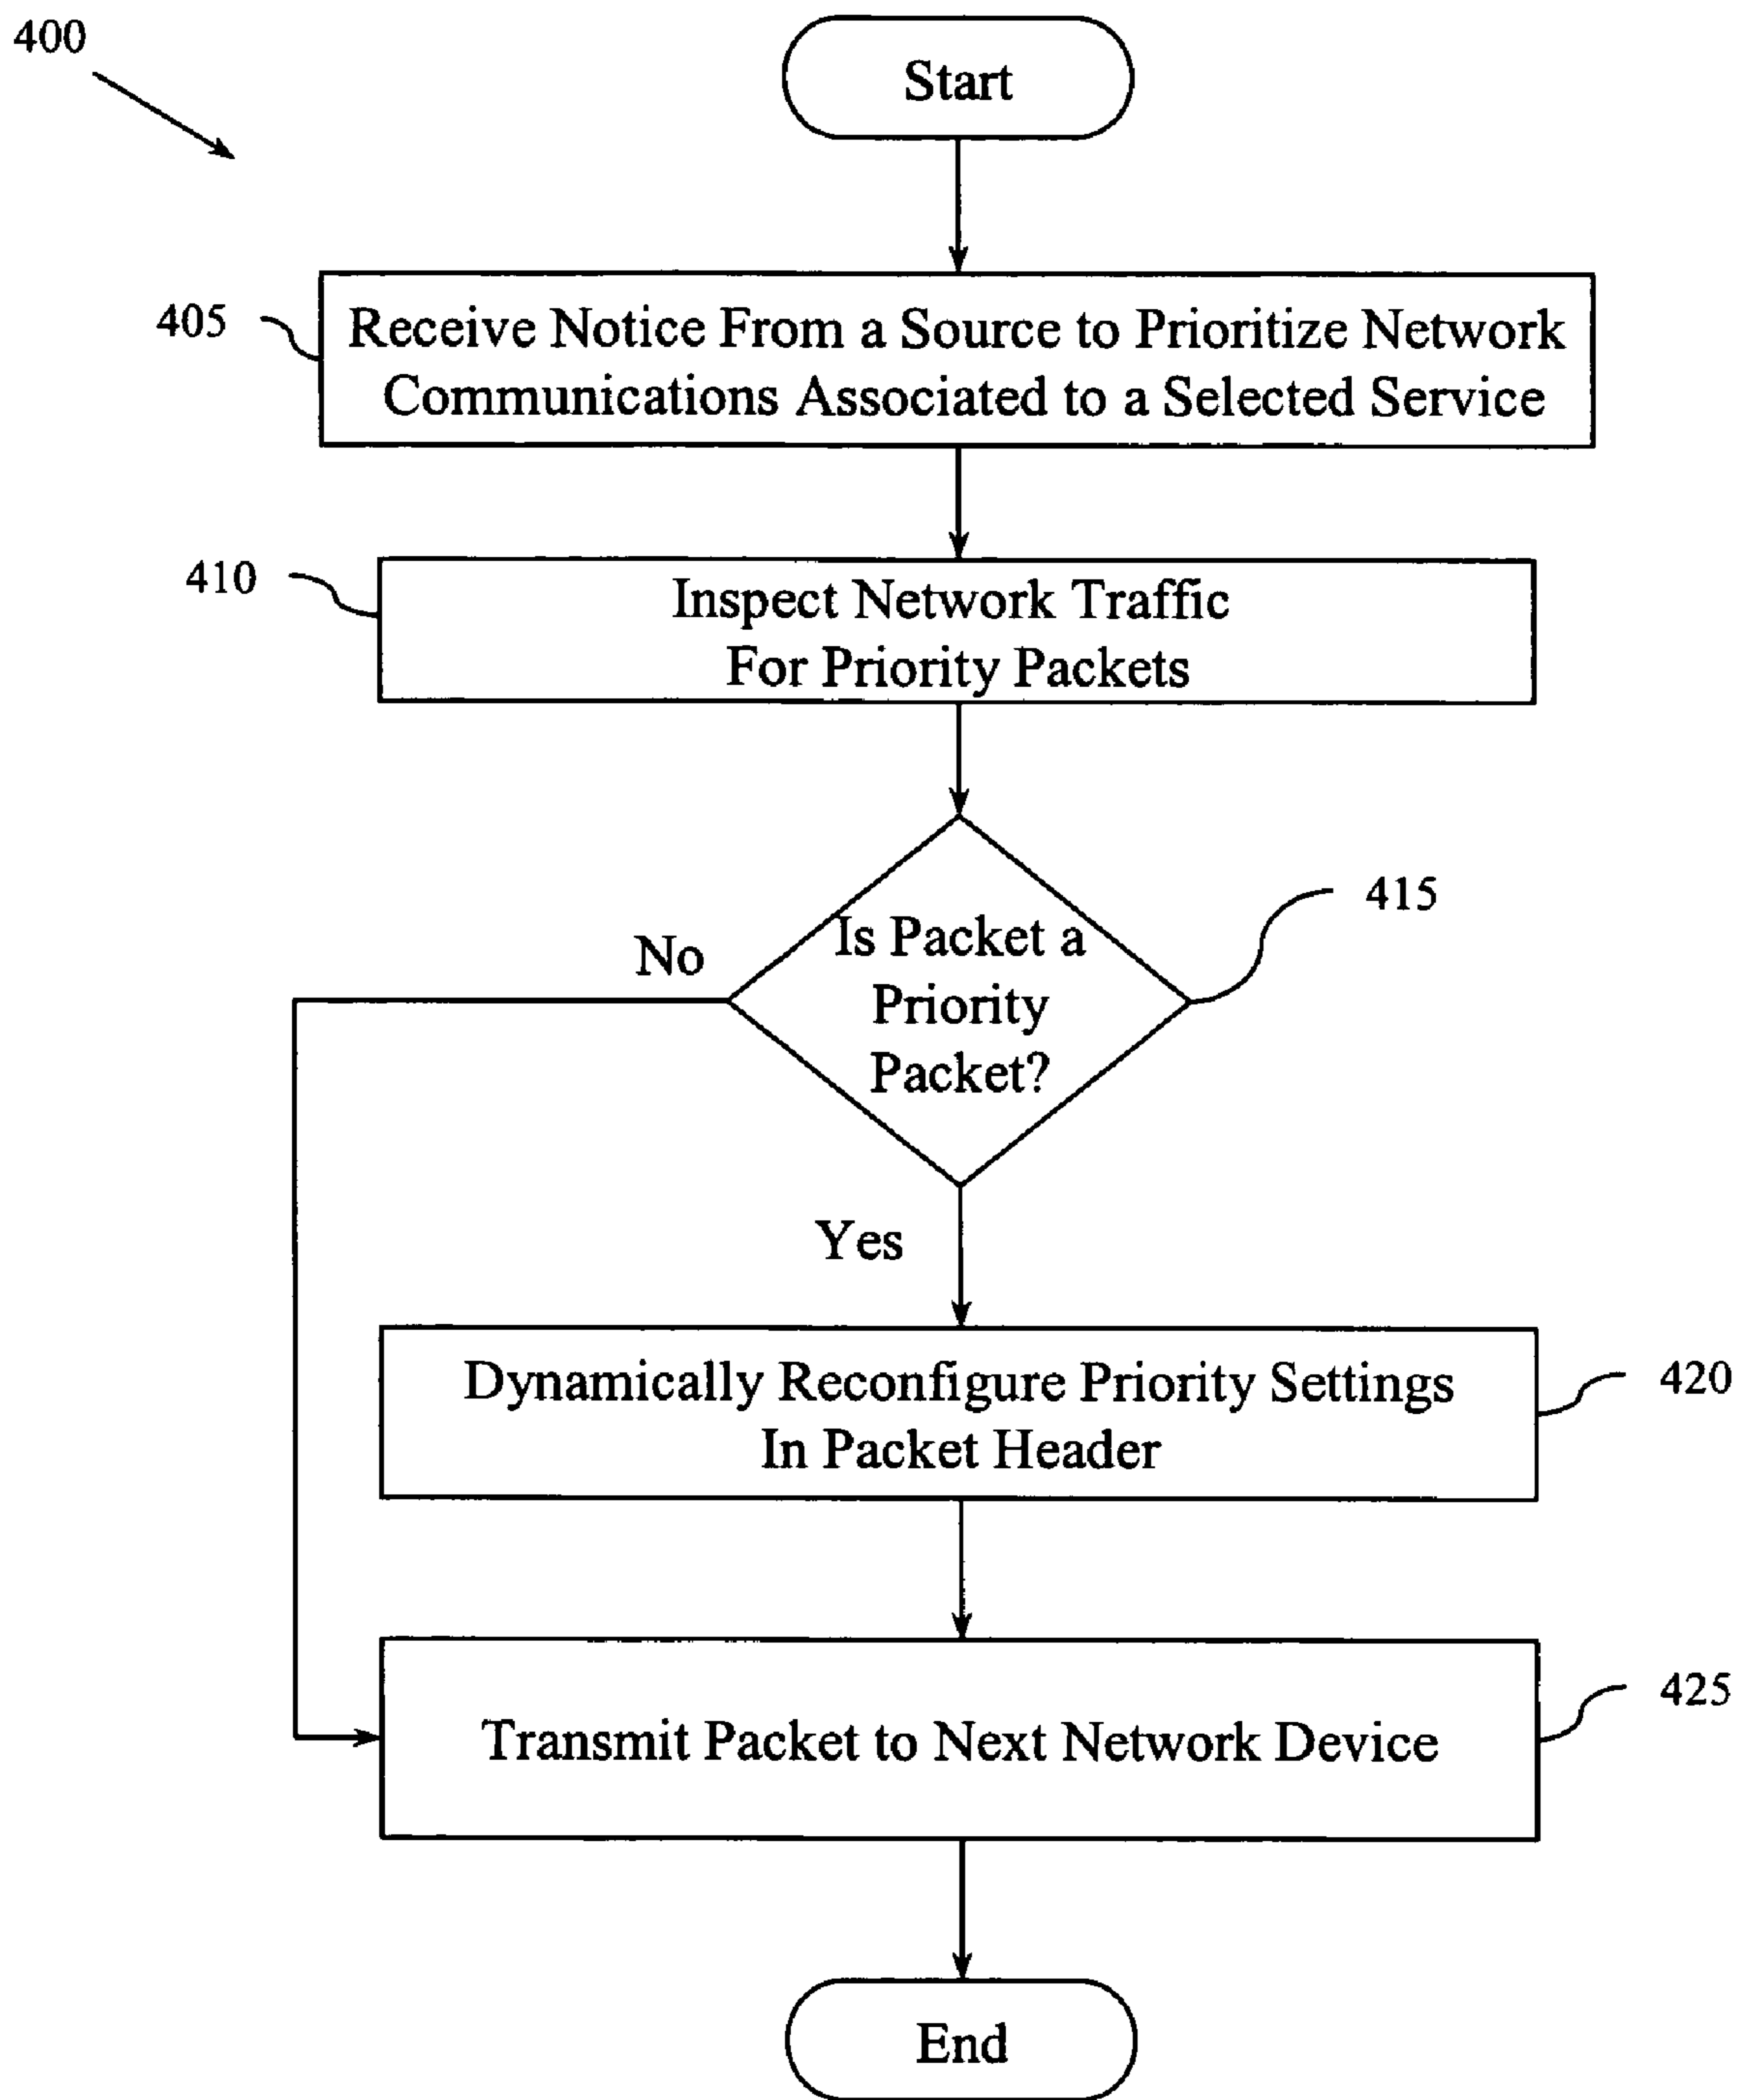 400
Start
405
Receive Notice From a Source to Prioritize Network
Communications Associated to a Selected Service
410
Inspect Network Traffic
For Priority Packets
415
Is Packet a
Priority
Packet?
No
Yes
Dynamically Reconfigure Priority Settings
In Packet Header
420
Transmit Packet to Next Network Device
425
End